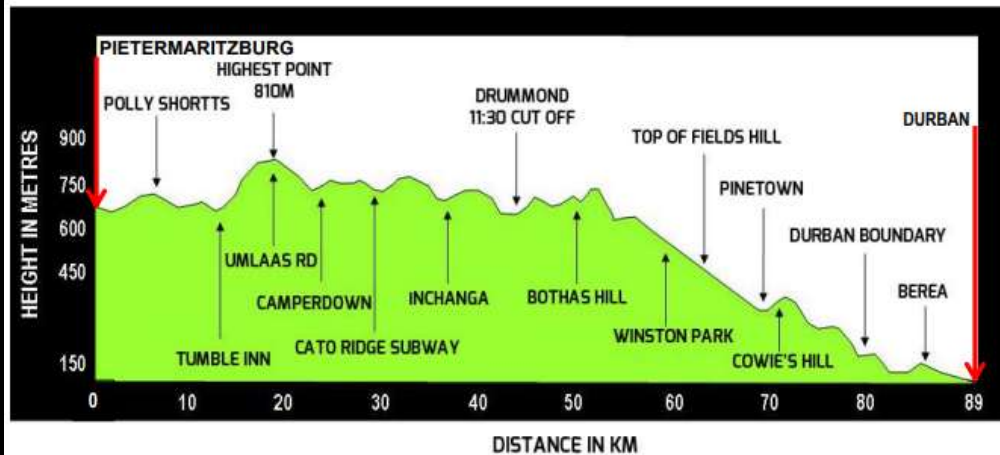 PIETERMARITZBURG
HIGHEST POINT
810M
POLLY SHORTTS
DRUMMOND
11:30 CUT OFF
DURBAN
TOP OF FIELDS HILL
PINETOWN
DURBAN BOUNDARY
BEREA
HEIGHT IN METRES
900
750
600
450
150
UMLAAS RD
CAMPERDOWN
INCHANGA
BOTHAS HILL
WINSTON PARK
TUMBLE INN
CATO RIDGE SUBWAY
COWIE'S HILL
0 10 20 30 40 50 60 70 80 89
DISTANCE IN KM